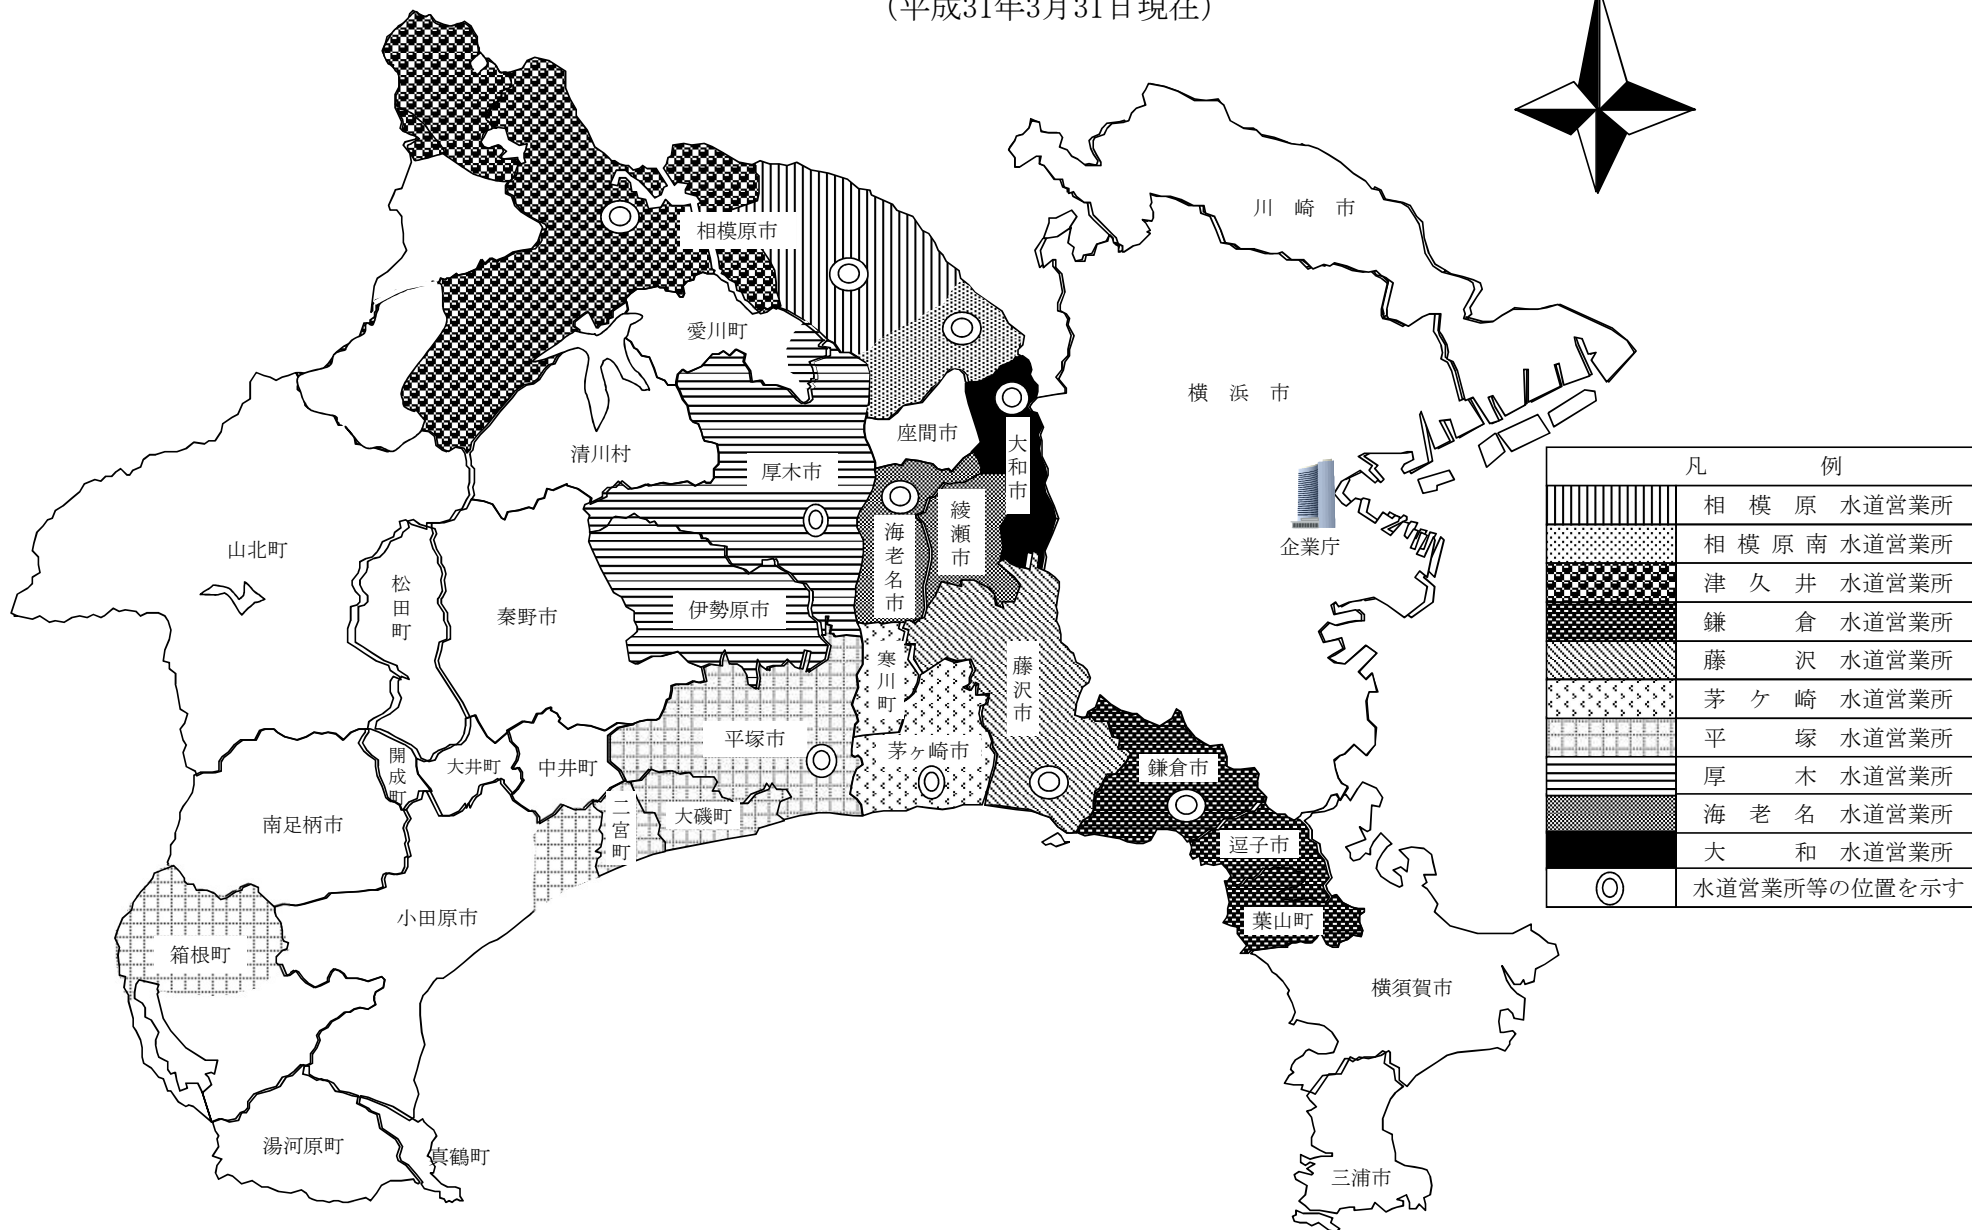 （平成31年3月31日現在）
川崎市
相模原市
愛川町
横浜市
座間市
大和市
清川村
厚木市
綾瀬市
海老名市
企業庁
山北町
松田町
秦野市
伊勢原市
寒川町
藤沢市
平塚市
茅ヶ崎市
鎌倉市
開成町
大井町
中井町
二宮町
大磯町
南足柄市
逗子市
小田原市
葉山町
箱根町
横須賀市
湯河原町
真鶴町
三浦市
凡例
相模原 水道営業所
相模原南 水道営業所
津久井 水道営業所
鎌倉 水道営業所
藤沢 水道営業所
茅ケ崎 水道営業所
平塚 水道営業所
厚木 水道営業所
海老名 水道営業所
大和 水道営業所
水道営業所等の位置を示す